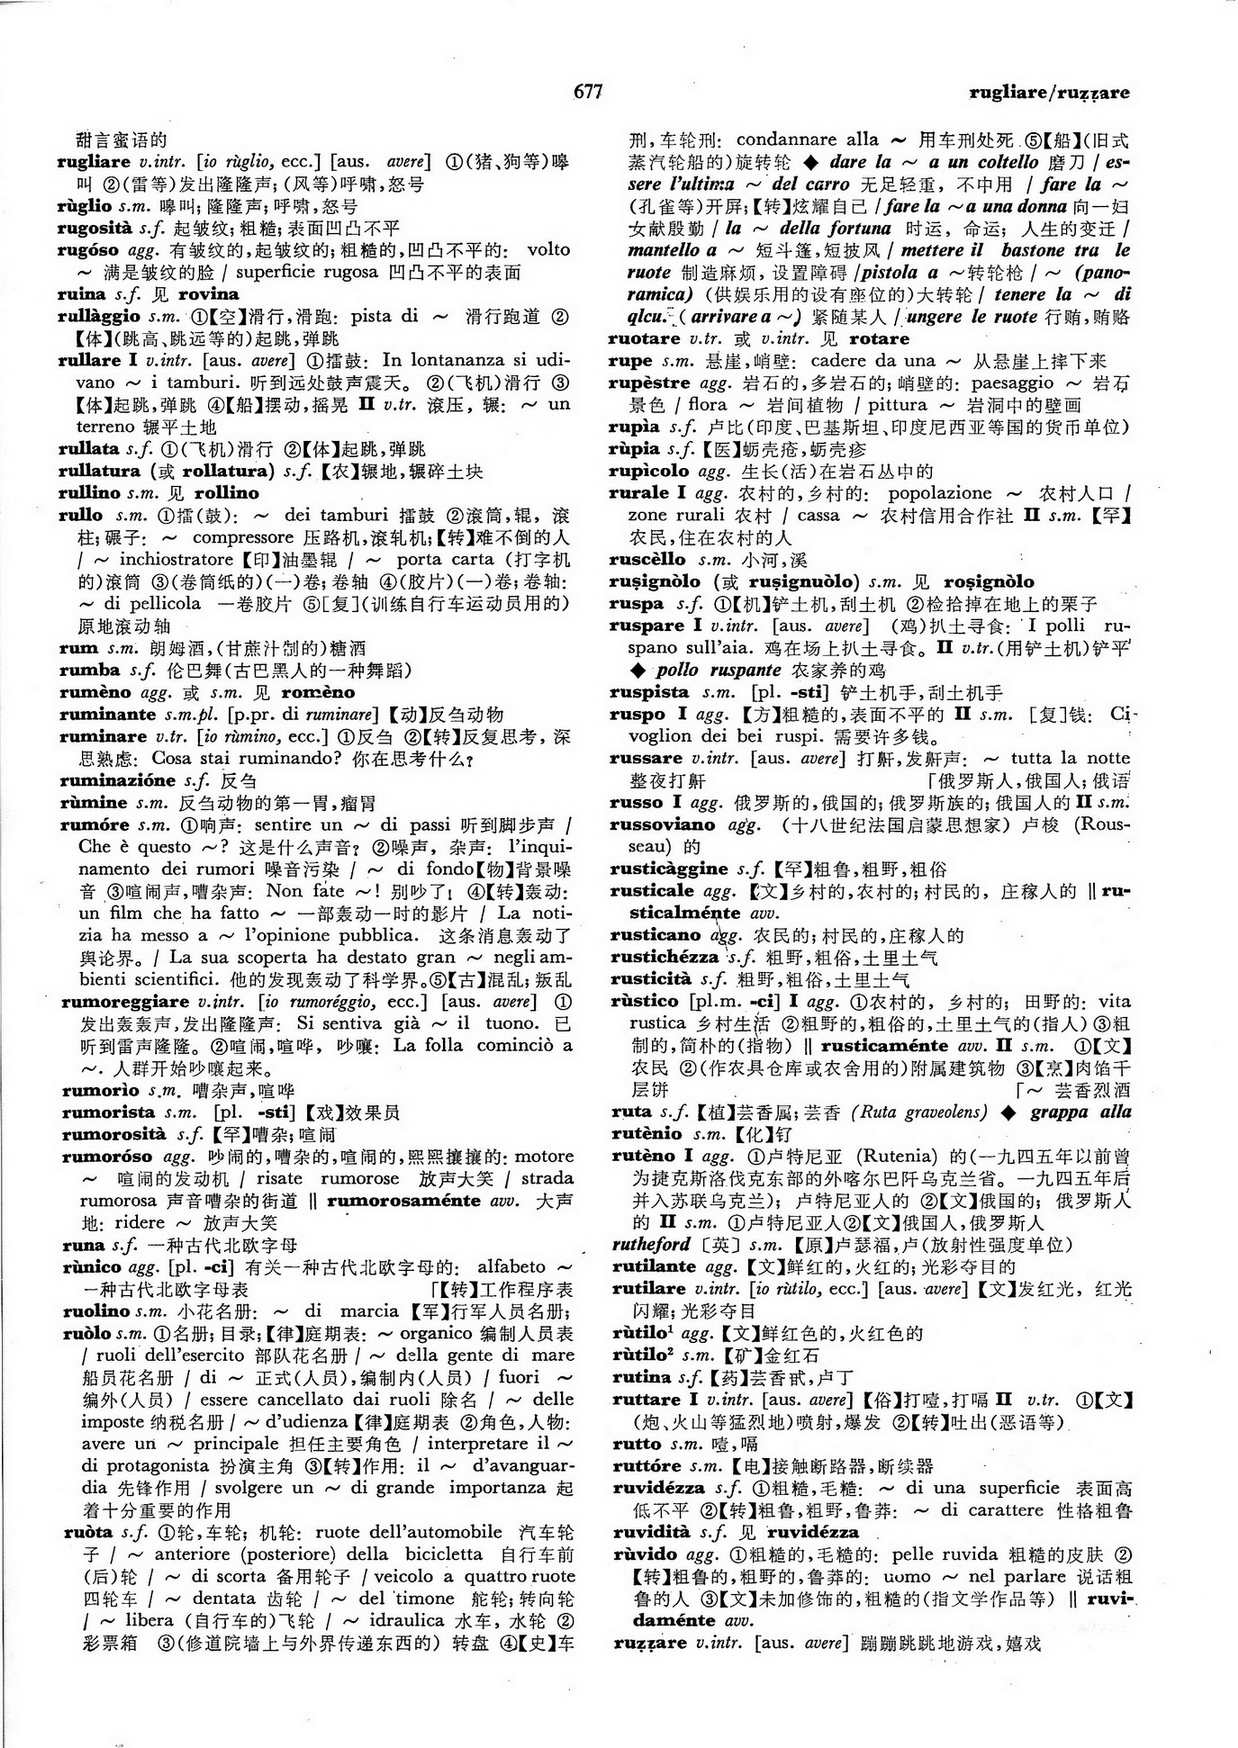 677
rugliare/ruẓẓare
甜言蜜语的
rugliare v.intr. [io rùglio, ecc.] [aus. avere] ①(猪、狗等)嗥
叫 ②(雷等)发出隆隆声; (风等)呼啸,怒号
rùglio s.m. 嗥叫; 隆隆声; 呼啸,怒号
rugosità s.f. 起皱纹; 粗糙; 表面凹凸不平
rugóso agg. 有皱纹的,起皱纹的; 粗糙的,凹凸不平的: volto
~ 满是皱纹的脸 / superficie rugosa 凹凸不平的表面
ruina s.f. 见 rovina
rullàggio s.m. ①【空】滑行,滑跑: pista di ~ 滑行跑道 ②
【体】(跳高、跳远等的)起跳,弹跳
rullare I v.intr. [aus. avere] ①擂鼓: In lontananza si udi-
vano ~ i tamburi. 听到远处鼓声震天。 ②(飞机)滑行 ③
【体】起跳,弹跳 ④【船】摆动,摇晃 II v.tr. 滚压, 辗: ~ un
terreno 辗平土地
rullata s.f. ①(飞机)滑行 ②【体】起跳,弹跳
rullatura (或 rollatura) s.f. 【农】辗地,辗碎土块
rullino s.m. 见 rollino
rullo s.m. ①擂(鼓): ~ dei tamburi 擂鼓 ②滚筒,辊, 滚
柱; 碾子: ~ compressore 压路机,滚轧机;【转】难不倒的人
/ ~ inchiostratore【印】油墨辊 / ~ porta carta (打字机
的)滚筒 ③(卷筒纸的)(一)卷; 卷轴 ④(胶片)(一)卷; 卷轴:
~ di pellicola 一卷胶片 ⑤[复](训练自行车运动员用的)
原地滚动轴
rum s.m. 朗姆酒,(甘蔗汁制的)糖酒
rumba s.f. 伦巴舞(古巴黑人的一种舞蹈)
rumèno agg. 或 s.m. 见 romèno
ruminante s.m.pl. [p.pr. di ruminare]【动】反刍动物
ruminare v.tr. [io rùmino, ecc.] ①反刍 ②【转】反复思考, 深
思熟虑: Cosa stai ruminando? 你在思考什么?
ruminazióne s.f. 反刍
rùmine s.m. 反刍动物的第一胃,瘤胃
rumóre s.m. ①响声: sentire un ~ di passi 听到脚步声 /
Che è questo ~? 这是什么声音? ②噪声, 杂声: l'inqui-
namento dei rumori 噪音污染 / ~ di fondo【物】背景噪
音 ③喧闹声,嘈杂声: Non fate ~! 别吵了! ④【转】轰动:
un film che ha fatto ~ 一部轰动一时的影片 / La noti-
zia ha messo a ~ l'opinione pubblica. 这条消息轰动了
舆论界。/ La sua scoperta ha destato gran ~ negli am-
bienti scientifici. 他的发现轰动了科学界。⑤【古】混乱; 叛乱
rumoreggiare v.intr. [io rumoréggio, ecc.] [aus. avere] ①
发出轰轰声,发出隆隆声: Si sentiva già ~ il tuono. 已
听到雷声隆隆。②喧闹,喧哗, 吵嚷: La folla cominciò a
~. 人群开始吵嚷起来。
rumorìo s.m. 嘈杂声,喧哗
rumorista s.m. [pl. -sti]【戏】效果员
rumorosità s.f.【罕】嘈杂; 喧闹
rumoróso agg. 吵闹的,嘈杂的,喧闹的,熙熙攘攘的: motore
~ 喧闹的发动机 / risate rumorose 放声大笑 / strada
rumorosa 声音嘈杂的街道 ‖ rumorosaménte avv. 大声
地: ridere ~ 放声大笑
runa s.f. 一种古代北欧字母
rùnico agg. [pl. -ci] 有关一种古代北欧字母的: alfabeto ~
一种古代北欧字母表 「【转】工作程序表
ruolino s.m. 小花名册: ~ di marcia【军】行军人员名册;
ruòlo s.m. ①名册; 目录;【律】庭期表: ~ organico 编制人员表
/ ruoli dell'esercito 部队花名册 / ~ della gente di mare
船员花名册 / di ~ 正式(人员),编制内(人员) / fuori ~
编外(人员) / essere cancellato dai ruoli 除名 / ~ delle
imposte 纳税名册 / ~ d'udienza【律】庭期表 ②角色,人物:
avere un ~ principale 担任主要角色 / interpretare il ~
di protagonista 扮演主角 ③【转】作用: il ~ d'avanguar-
dia 先锋作用 / svolgere un ~ di grande importanza 起
着十分重要的作用
ruòta s.f. ①轮,车轮; 机轮: ruote dell'automobile 汽车轮
子 / ~ anteriore (posteriore) della bicicletta 自行车前
(后)轮 / ~ di scorta 备用轮子 / veicolo a quattro ruote
四轮车 / ~ dentata 齿轮 / ~ del timone 舵轮; 转向轮
/ ~ libera (自行车的)飞轮 / ~ idraulica 水车, 水轮 ②
彩票箱 ③(修道院墙上与外界传递东西的) 转盘 ④【史】车
刑,车轮刑: condannare alla ~ 用车刑处死 ⑤【船】(旧式
蒸汽轮船的)旋转轮 ◆ dare la ~ a un coltello 磨刀 / es-
sere l'ultima ~ del carro 无足轻重, 不中用 / fare la ~
(孔雀等)开屏;【转】炫耀自己 / fare la ~ a una donna 向一妇
女献殷勤 / la ~ della fortuna 时运, 命运; 人生的变迁 /
mantello a ~ 短斗篷,短披风 / mettere il bastone tra le
ruote 制造麻烦, 设置障碍 / pistola a ~ 转轮枪 / ~ (pano-
ramica) (供娱乐用的设有座位的)大转轮 / tenere la ~ di
qlcu. ( arrivare a ~) 紧随某人 / ungere le ruote 行贿,贿赂
ruotare v.tr. 或 v.intr. 见 rotare
rupe s.m. 悬崖,峭壁: cadere da una ~ 从悬崖上摔下来
rupèstre agg. 岩石的,多岩石的; 峭壁的: paesaggio ~ 岩石
景色 / flora ~ 岩间植物 / pittura ~ 岩洞中的壁画
rupìa s.f. 卢比(印度、巴基斯坦、印度尼西亚等国的货币单位)
rùpia s.f.【医】蛎壳疮,蛎壳疹
rupìcolo agg. 生长(活)在岩石丛中的
rurale I agg. 农村的,乡村的: popolazione ~ 农村人口 /
zone rurali 农村 / cassa ~ 农村信用合作社 II s.m.【罕】
农民,住在农村的人
ruscèllo s.m. 小河,溪
ruṣignòlo (或 ruṣignuòlo) s.m. 见 roṣignòlo
ruspa s.f. ①【机】铲土机,刮土机 ②检拾掉在地上的栗子
ruspare I v.intr. [aus. avere] (鸡)扒土寻食: I polli ru-
spano sull'aia. 鸡在场上扒土寻食。II v.tr.(用铲土机)铲平
◆ pollo ruspante 农家养的鸡
ruspista s.m. [pl. -sti] 铲土机手,刮土机手
ruspo I agg.【方】粗糙的,表面不平的 II s.m. [复]钱: Ci
voglion dei bei ruspi. 需要许多钱。
russare v.intr. [aus. avere] 打鼾,发鼾声: ~ tutta la notte
整夜打鼾 「俄罗斯人,俄国人; 俄语
russo I agg. 俄罗斯的,俄国的; 俄罗斯族的; 俄国人的 II s.m.
russoviano agg. (十八世纪法国启蒙思想家) 卢梭 (Rous-
seau) 的
rusticàggine s.f.【罕】粗鲁,粗野,粗俗
rusticale agg.【文】乡村的,农村的; 村民的, 庄稼人的 ‖ ru-
sticalménte avv.
rusticano agg. 农民的; 村民的,庄稼人的
rustichézza s.f. 粗野,粗俗,土里土气
rusticità s.f. 粗野,粗俗,土里土气
rùstico [pl.m. -ci] I agg. ①农村的, 乡村的; 田野的: vita
rustica 乡村生活 ②粗野的,粗俗的,土里土气的(指人) ③粗
制的,简朴的(指物) ‖ rusticaménte avv. II s.m. ①【文】
农民 ②(作农具仓库或农舍用的)附属建筑物 ③【烹】肉馅千
层饼 「~ 芸香烈酒
ruta s.f.【植】芸香属; 芸香 (Ruta graveolens) ◆ grappa alla
rutènio s.m.【化】钌
rutèno I agg. ①卢特尼亚 (Rutenia) 的(一九四五年以前曾
为捷克斯洛伐克东部的外喀尔巴阡乌克兰省。一九四五年后
并入苏联乌克兰); 卢特尼亚人的 ②【文】俄国的; 俄罗斯人
的 II s.m. ①卢特尼亚人②【文】俄国人,俄罗斯人
rutheford [英] s.m.【原】卢瑟福,卢(放射性强度单位)
rutilante agg.【文】鲜红的,火红的; 光彩夺目的
rutilare v.intr. [io rùtilo, ecc.] [aus. avere]【文】发红光, 红光
闪耀; 光彩夺目
rùtilo¹ agg.【文】鲜红色的,火红色的
rùtilo² s.m.【矿】金红石
rutina s.f.【药】芸香甙,卢丁
ruttare I v.intr. [aus. avere]【俗】打噎,打嗝 II v.tr. ①【文】
(炮、火山等猛烈地)喷射,爆发 ②【转】吐出(恶语等)
rutto s.m. 噎,嗝
ruttóre s.m.【电】接触断路器,断续器
ruvidézza s.f. ①粗糙,毛糙: ~ di una superficie 表面高
低不平 ②【转】粗鲁,粗野,鲁莽: ~ di carattere 性格粗鲁
ruvidità s.f. 见 ruvidézza
rùvido agg. ①粗糙的,毛糙的: pelle ruvida 粗糙的皮肤 ②
【转】粗鲁的,粗野的,鲁莽的: uomo ~ nel parlare 说话粗
鲁的人 ③【文】未加修饰的,粗糙的(指文学作品等) ‖ ruvi-
daménte avv.
ruẓẓare v.intr. [aus. avere] 蹦蹦跳跳地游戏,嬉戏